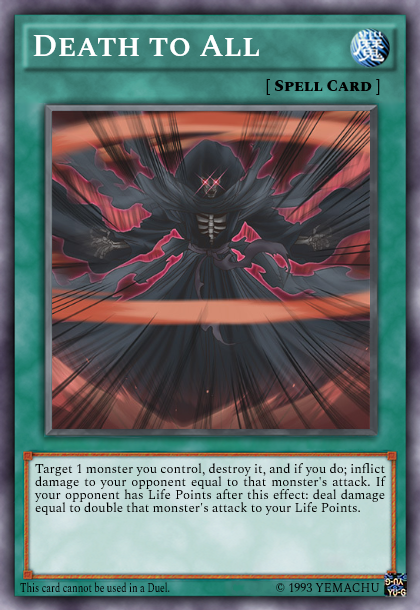 Death to All
魔
[ Spell Card ]
Target 1 monster you control, destroy it, and if you do; inflict
damage to your opponent equal to that monster's attack. If
your opponent has Life Points after this effect: deal damage
equal to double that monster's attack to your Life Points.
This card cannot be used in a Duel.
© 1993 YEMACHU